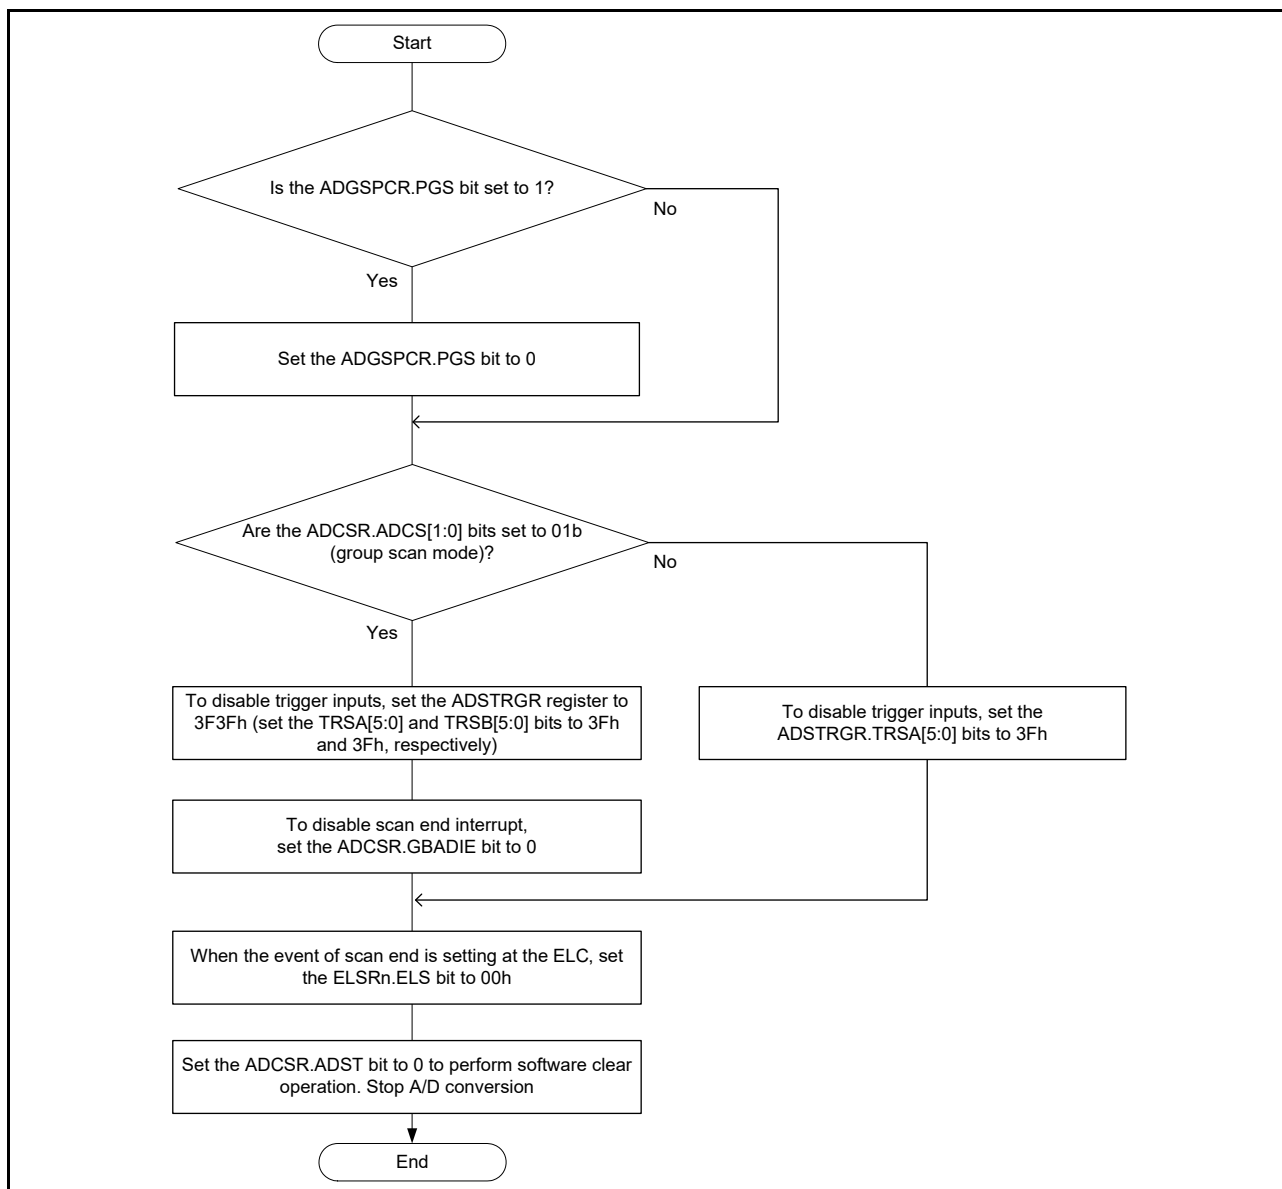 Start
Is the ADGSPCR.PGS bit set to 1?
No
Yes
Set the ADGSPCR.PGS bit to 0
Are the ADCSR.ADCS[1:0] bits set to 01b
(group scan mode)?
No
Yes
To disable trigger inputs, set the ADSTRGR register to
3F3Fh (set the TRSA[5:0] and TRSB[5:0] bits to 3Fh
and 3Fh, respectively)
To disable trigger inputs, set the
ADSTRGR.TRSA[5:0] bits to 3Fh
To disable scan end interrupt,
set the ADCSR.GBADIE bit to 0
When the event of scan end is setting at the ELC, set
the ELSRn.ELS bit to 00h
Set the ADCSR.ADST bit to 0 to perform software clear
operation. Stop A/D conversion
End